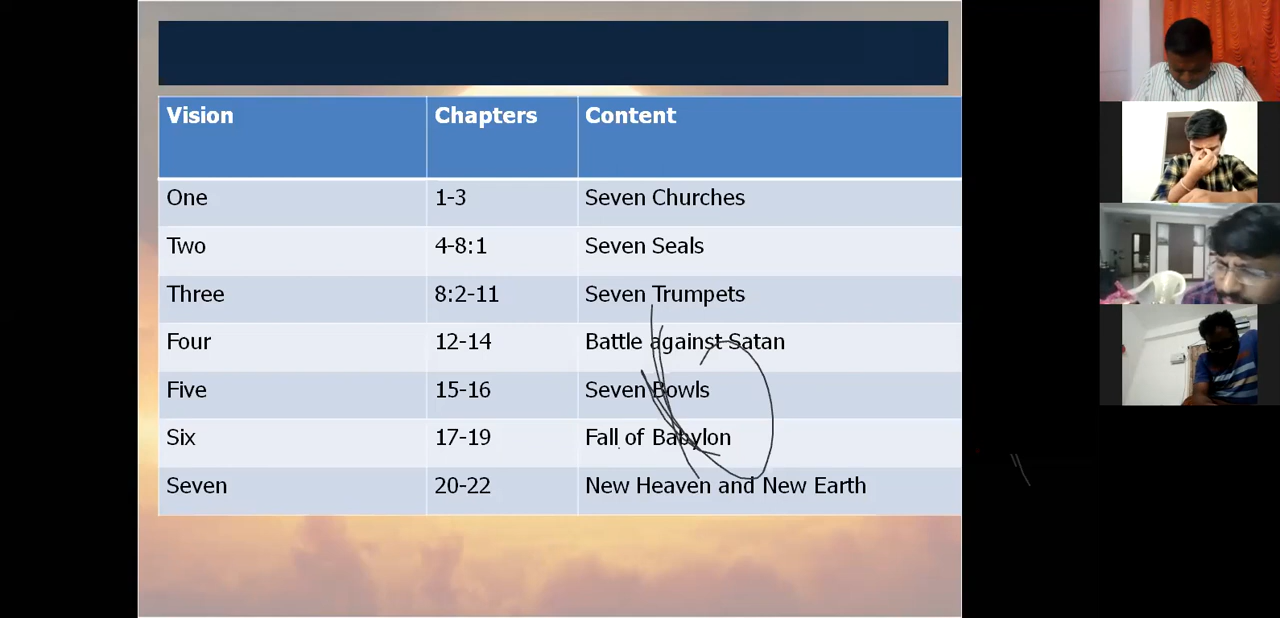 Vision Chapters Content
One 1-3 Seven Churches
Two 4-8:1 Seven Seals
Three 8:2-11 Seven Trumpets
Four 12-14 Battle against Satan
Five 15-16 Seven Bowls
Six 17-19 Fall of Babylon
Seven 20-22 New Heaven and New Earth